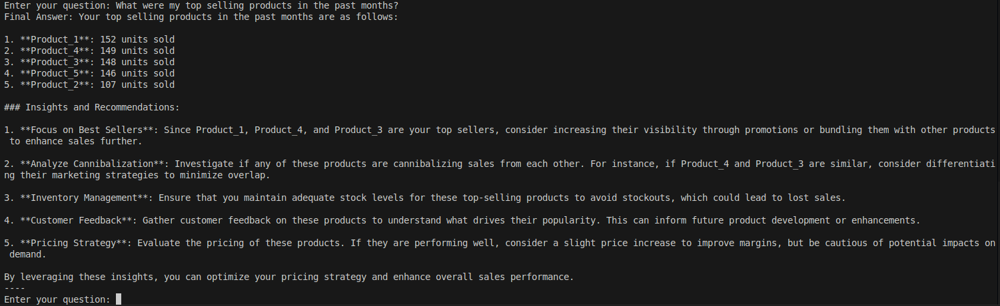 Enter your question: What were my top selling products in the past months?
Final Answer: Your top selling products in the past months are as follows:
1. **Product_1**: 152 units sold
2. **Product_4**: 149 units sold
3. **Product_3**: 148 units sold
4. **Product_5**: 146 units sold
5. **Product_2**: 107 units sold
### Insights and Recommendations:
1. **Focus on Best Sellers**: Since Product_1, Product_4, and Product_3 are your top sellers, consider increasing their visibility through promotions or bundling them with other products
to enhance sales further.
2. **Analyze Cannibalization**: Investigate if any of these products are cannibalizing sales from each other. For instance, if Product_4 and Product_3 are similar, consider differentiati
ng their marketing strategies to minimize overlap.
3. **Inventory Management**: Ensure that you maintain adequate stock levels for these top-selling products to avoid stockouts, which could lead to lost sales.
4. **Customer Feedback**: Gather customer feedback on these products to understand what drives their popularity. This can inform future product development or enhancements.
5. **Pricing Strategy**: Evaluate the pricing of these products. If they are performing well, consider a slight price increase to improve margins, but be cautious of potential impacts on
demand.
By leveraging these insights, you can optimize your pricing strategy and enhance overall sales performance.
----
Enter your question: